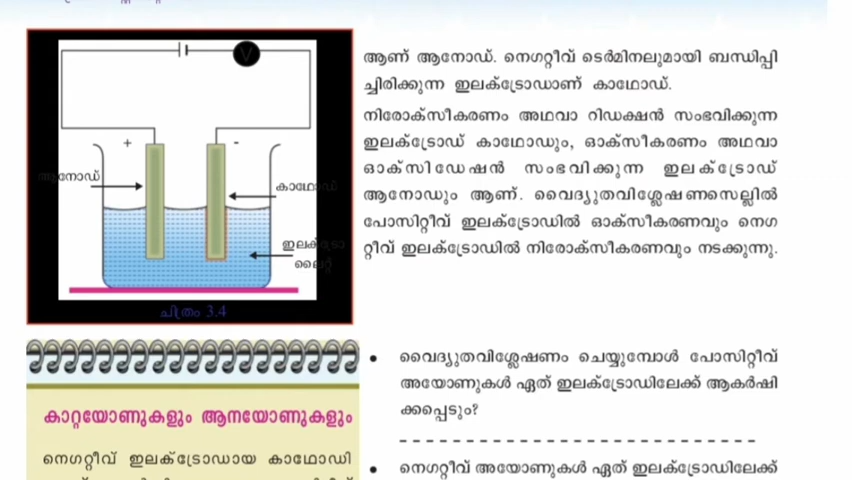 ആണ് ആനോഡ്. നെഗറ്റീവ് ടെർമിനലുമായി ബന്ധിപ്പി
ച്ചിരിക്കുന്ന ഇലക്ട്രോഡാണ് കാഥോഡ്.
നിരോക്സീകരണം അഥവാ റിഡക്ഷൻ സംഭവിക്കുന്ന
ഇലക്ട്രോഡ് കാഥോഡും, ഓക്സീകരണം അഥവാ
ഓക്സിഡേഷൻ സംഭവിക്കുന്ന ഇലക്ട്രോഡ്
ആനോഡും ആണ്. വൈദ്യുതവിശ്ലേഷണസെല്ലിൽ
പോസിറ്റീവ് ഇലക്ട്രോഡിൽ ഓക്സീകരണവും നെഗ
റ്റീവ് ഇലക്ട്രോഡിൽ നിരോക്സീകരണവും നടക്കുന്നു.
V
+ -
ആനോഡ്
കാഥോഡ്
ഇലക്ട്രോ
ലൈറ്റ്
ചിത്രം 3.4
കാറ്റയോണുകളും ആനയോണുകളും
നെഗറ്റീവ് ഇലക്ട്രോഡായ കാഥോഡി
• വൈദ്യുതവിശ്ലേഷണം ചെയ്യുമ്പോൾ പോസിറ്റീവ്
അയോണുകൾ ഏത് ഇലക്ട്രോഡിലേക്ക് ആകർഷി
ക്കപ്പെടും?
• നെഗറ്റീവ് അയോണുകൾ ഏത് ഇലക്ട്രോഡിലേക്ക്